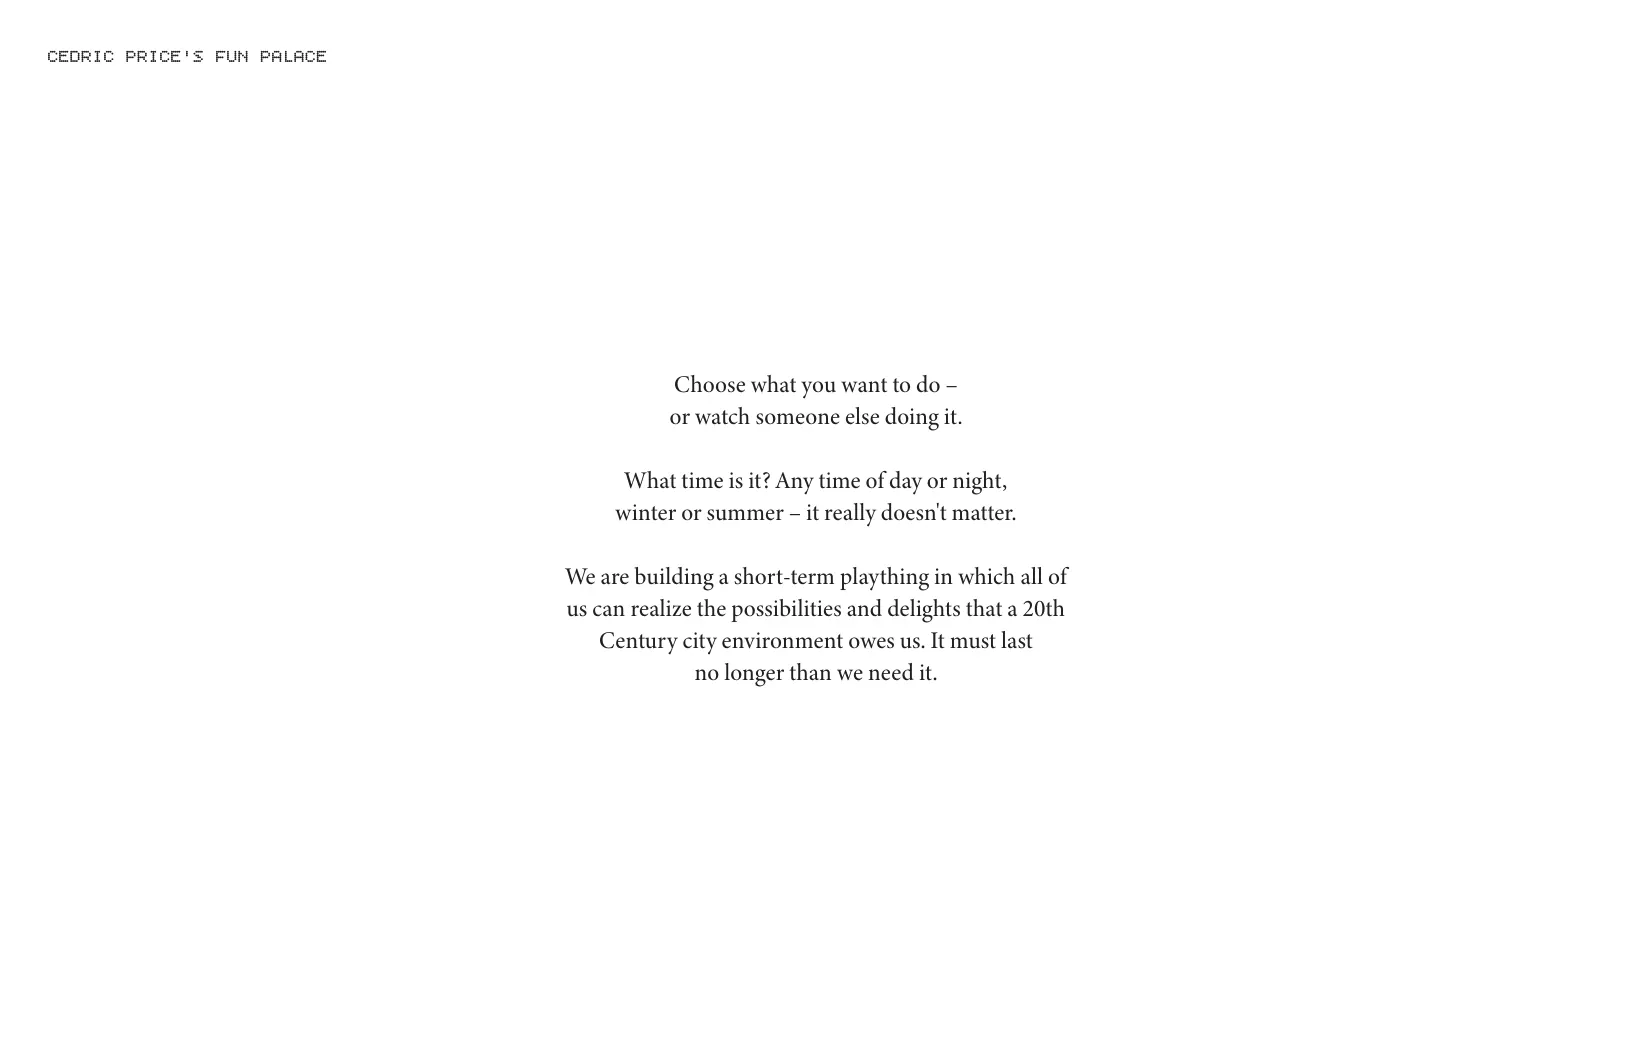 CEDRIC PRICE'S FUN PALACE
Choose what you want to do –
or watch someone else doing it.
What time is it? Any time of day or night,
winter or summer – it really doesn't matter.
We are building a short-term plaything in which all of
us can realize the possibilities and delights that a 20th
Century city environment owes us. It must last
no longer than we need it.